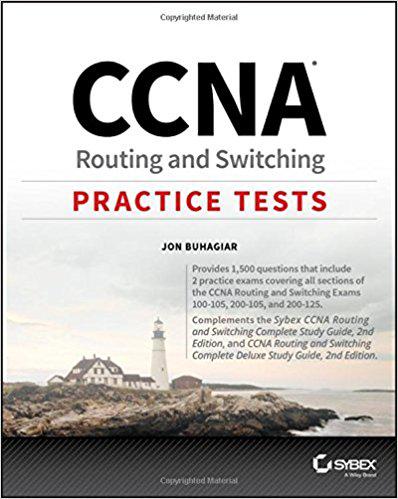 Copyrighted Material
CCNA®
Routing and Switching
PRACTICE TESTS
JON BUHAGIAR
Provides 1,500 questions that include
2 practice exams covering all sections of
the CCNA Routing and Switching Exams
100-105, 200-105, and 200-125.
Complements the Sybex CCNA Routing
and Switching Complete Study Guide, 2nd
Edition, and CCNA Routing and Switching
Complete Deluxe Study Guide, 2nd Edition.
SYBEX
A Wiley Brand
Copyrighted Material